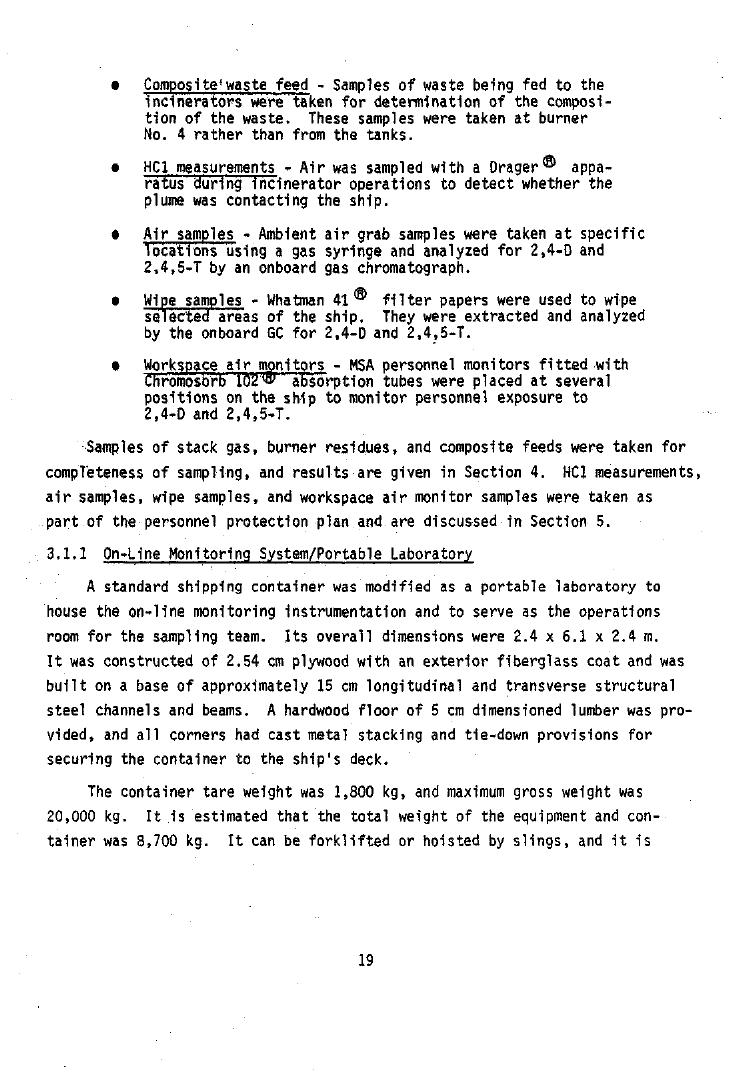 • Composite waste feed - Samples of waste being fed to the
incinerators were taken for determination of the composi-
tion of the waste. These samples were taken at burner
No. 4 rather than from the tanks.
• HCl measurements - Air was sampled with a Drager® appa-
ratus during incinerator operations to detect whether the
plume was contacting the ship.
• Air samples - Ambient air grab samples were taken at specific
locations using a gas syringe and analyzed for 2,4-D and
2,4,5-T by an onboard gas chromatograph.
• Wipe samples - Whatman 41® filter papers were used to wipe
selected areas of the ship. They were extracted and analyzed
by the onboard GC for 2,4-D and 2,4,5-T.
• Workspace air monitors - MSA personnel monitors fitted with
Chromosorb 102® absorption tubes were placed at several
positions on the ship to monitor personnel exposure to
2,4-D and 2,4,5-T.
Samples of stack gas, burner residues, and composite feeds were taken for
completeness of sampling, and results are given in Section 4. HCl measurements,
air samples, wipe samples, and workspace air monitor samples were taken as
part of the personnel protection plan and are discussed in Section 5.
3.1.1 On-Line Monitoring System/Portable Laboratory
A standard shipping container was modified as a portable laboratory to
house the on-line monitoring instrumentation and to serve as the operations
room for the sampling team. Its overall dimensions were 2.4 x 6.1 x 2.4 m.
It was constructed of 2.54 cm plywood with an exterior fiberglass coat and was
built on a base of approximately 15 cm longitudinal and transverse structural
steel channels and beams. A hardwood floor of 5 cm dimensioned lumber was pro-
vided, and all corners had cast metal stacking and tie-down provisions for
securing the container to the ship's deck.
The container tare weight was 1,800 kg, and maximum gross weight was
20,000 kg. It is estimated that the total weight of the equipment and con-
tainer was 8,700 kg. It can be forklifted or hoisted by slings, and it is
19